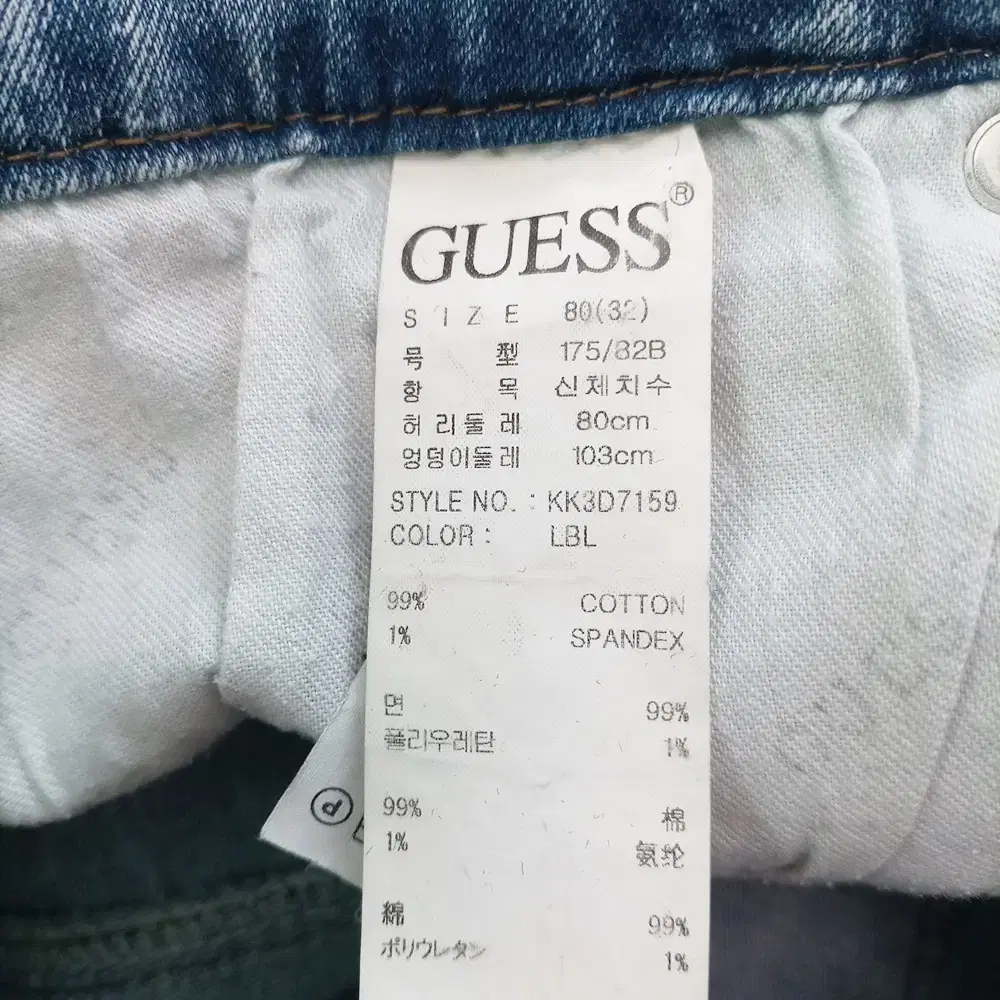 GUESS®
SIZE 80(32)
호 型 175/82B
항 목 신체치수
허리둘레 80cm
엉덩이둘레 103cm
STYLE NO. : KK3D7159
COLOR : LBL
99% COTTON
1% SPANDEX
면 99%
폴리우레탄 1%
99% 棉
1% 氨纶
綿 99%
ポリウレタン 1%
P